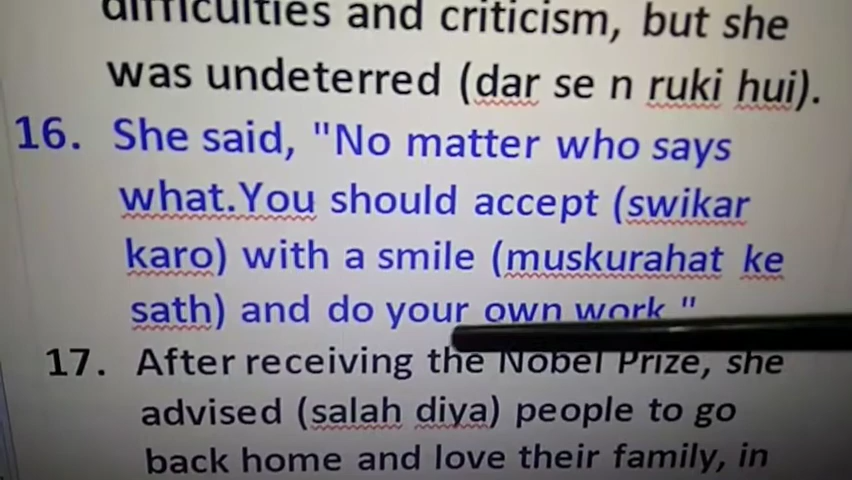 difficulties and criticism, but she
was undeterred (dar se n ruki hui).
16. She said, "No matter who says
what.You should accept (swikar
karo) with a smile (muskurahat ke
sath) and do your own work."
17. After receiving the Nobel Prize, she
advised (salah diya) people to go
back home and love their family, in